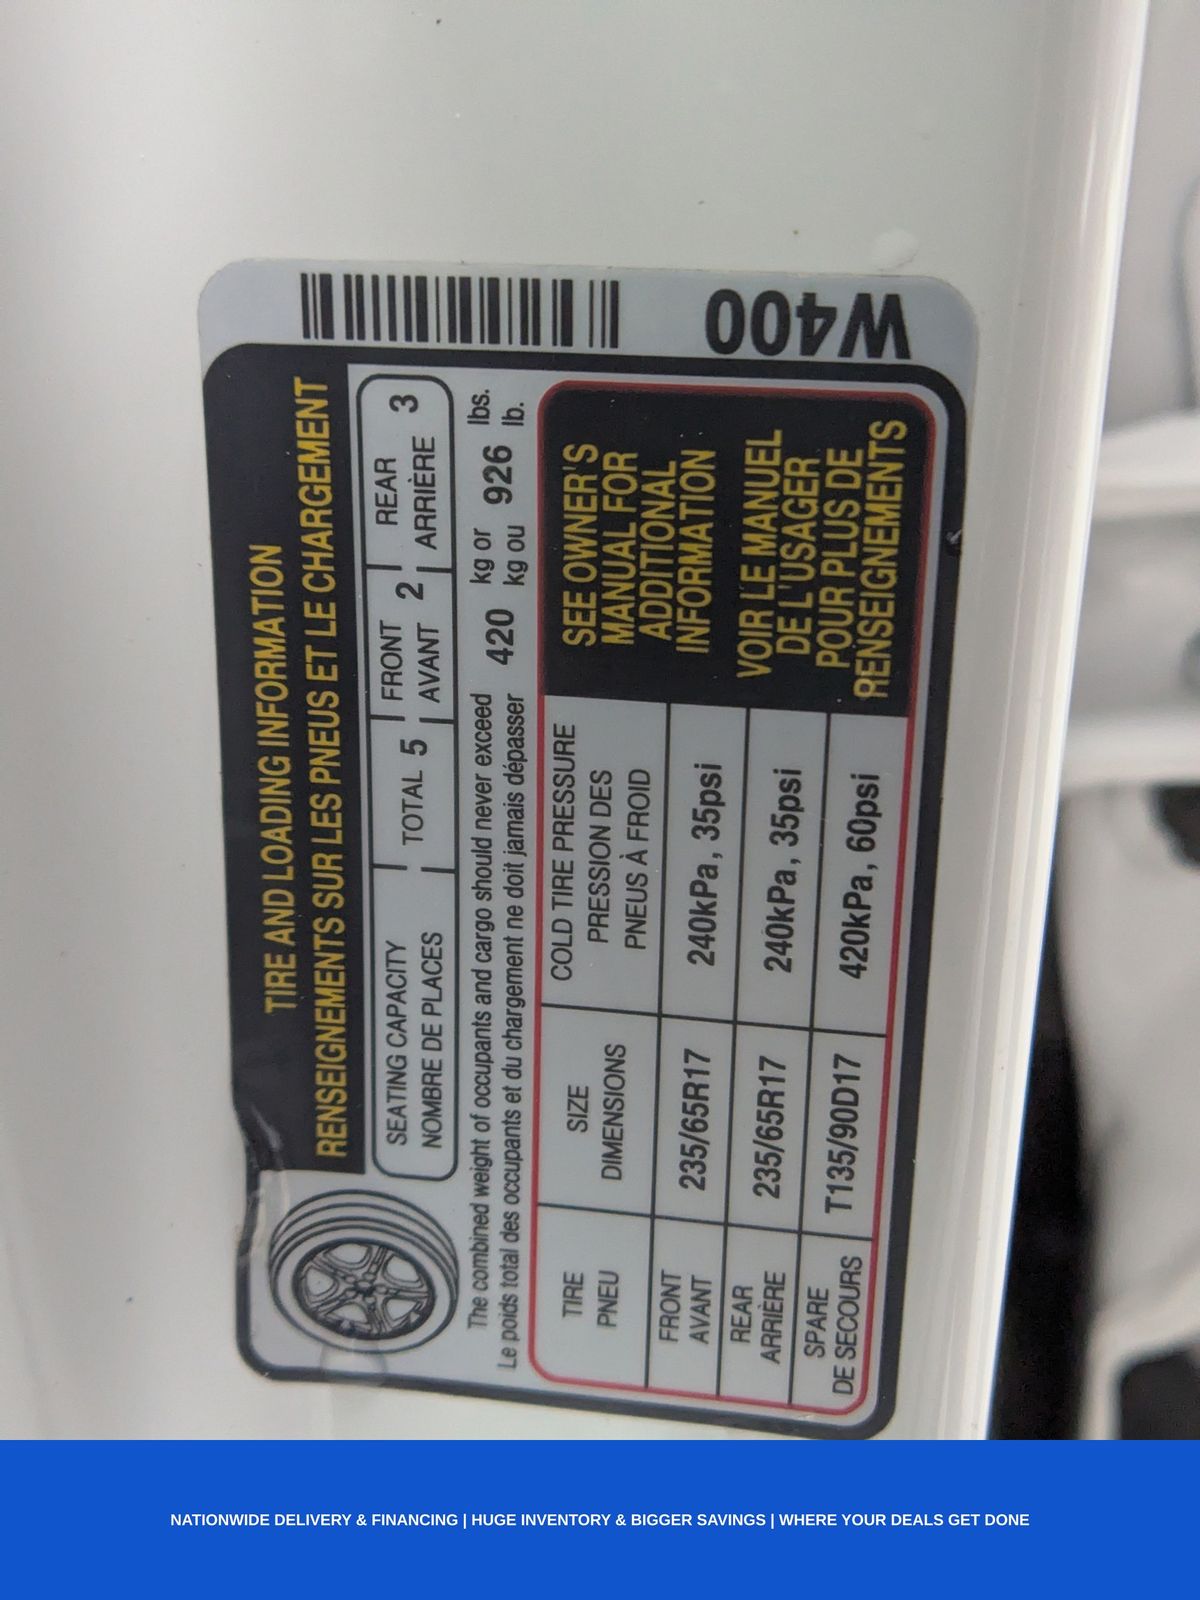 TIRE AND LOADING INFORMATION
RENSEIGNEMENTS SUR LES PNEUS ET LE CHARGEMENT
SEATING CAPACITY TOTAL 5 FRONT 2 REAR 3
NOMBRE DE PLACES AVANT ARRIÈRE
The combined weight of occupants and cargo should never exceed 420 kg or 926 lbs.
Le poids total des occupants et du chargement ne doit jamais dépasser kg ou lb.
TIRE SIZE COLD TIRE PRESSURE
PNEU DIMENSIONS PRESSION DES
PNEUS À FROID
FRONT 235/65R17 240kPa, 35psi
AVANT
REAR 235/65R17 240kPa, 35psi
ARRIÈRE
SPARE T135/90D17 420kPa, 60psi
DE SECOURS
SEE OWNER'S
MANUAL FOR
ADDITIONAL
INFORMATION
VOIR LE MANUEL
DE L'USAGER
POUR PLUS DE
RENSEIGNEMENTS
W400
NATIONWIDE DELIVERY & FINANCING | HUGE INVENTORY & BIGGER SAVINGS | WHERE YOUR DEALS GET DONE